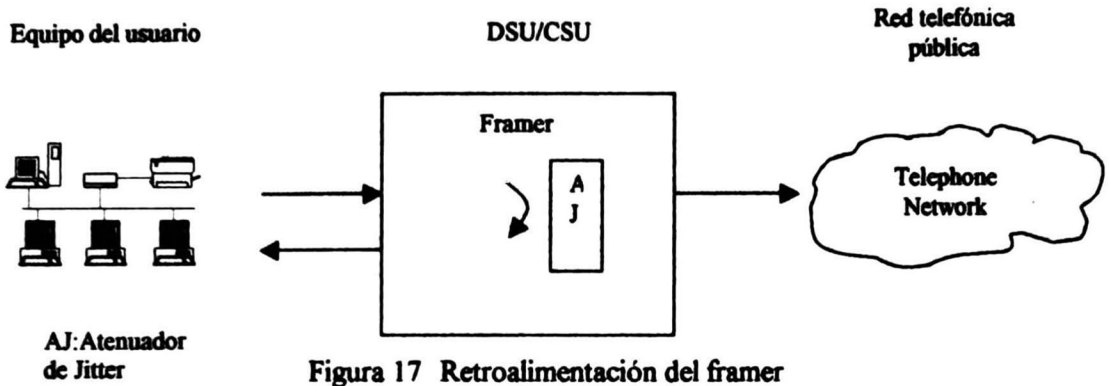 Equipo del usuario
DSU/CSU
Red telefónica
pública
Framer
A
J
Telephone
Network
AJ:Atenuador
de Jitter
Figura 17 Retroalimentación del framer